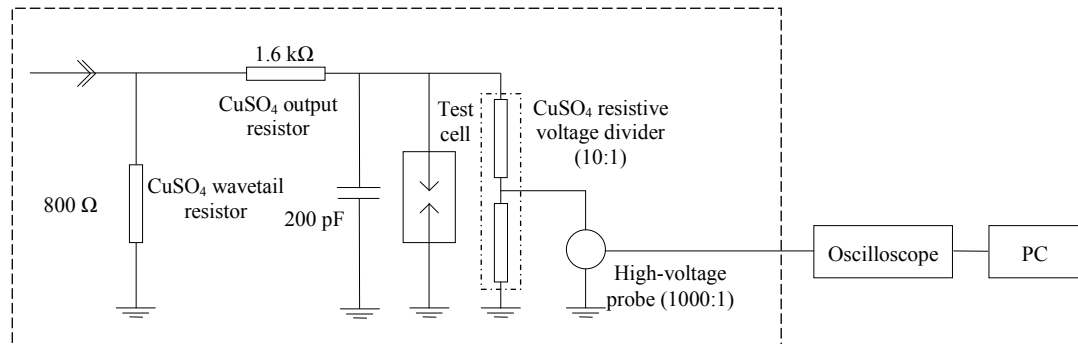 1.6 kΩ
CuSO₄ output
resistor
Test
cell
CuSO₄ resistive
voltage divider
(10:1)
800 Ω
CuSO₄ wavetail
resistor
200 pF
High-voltage
probe (1000:1)
Oscilloscope
PC